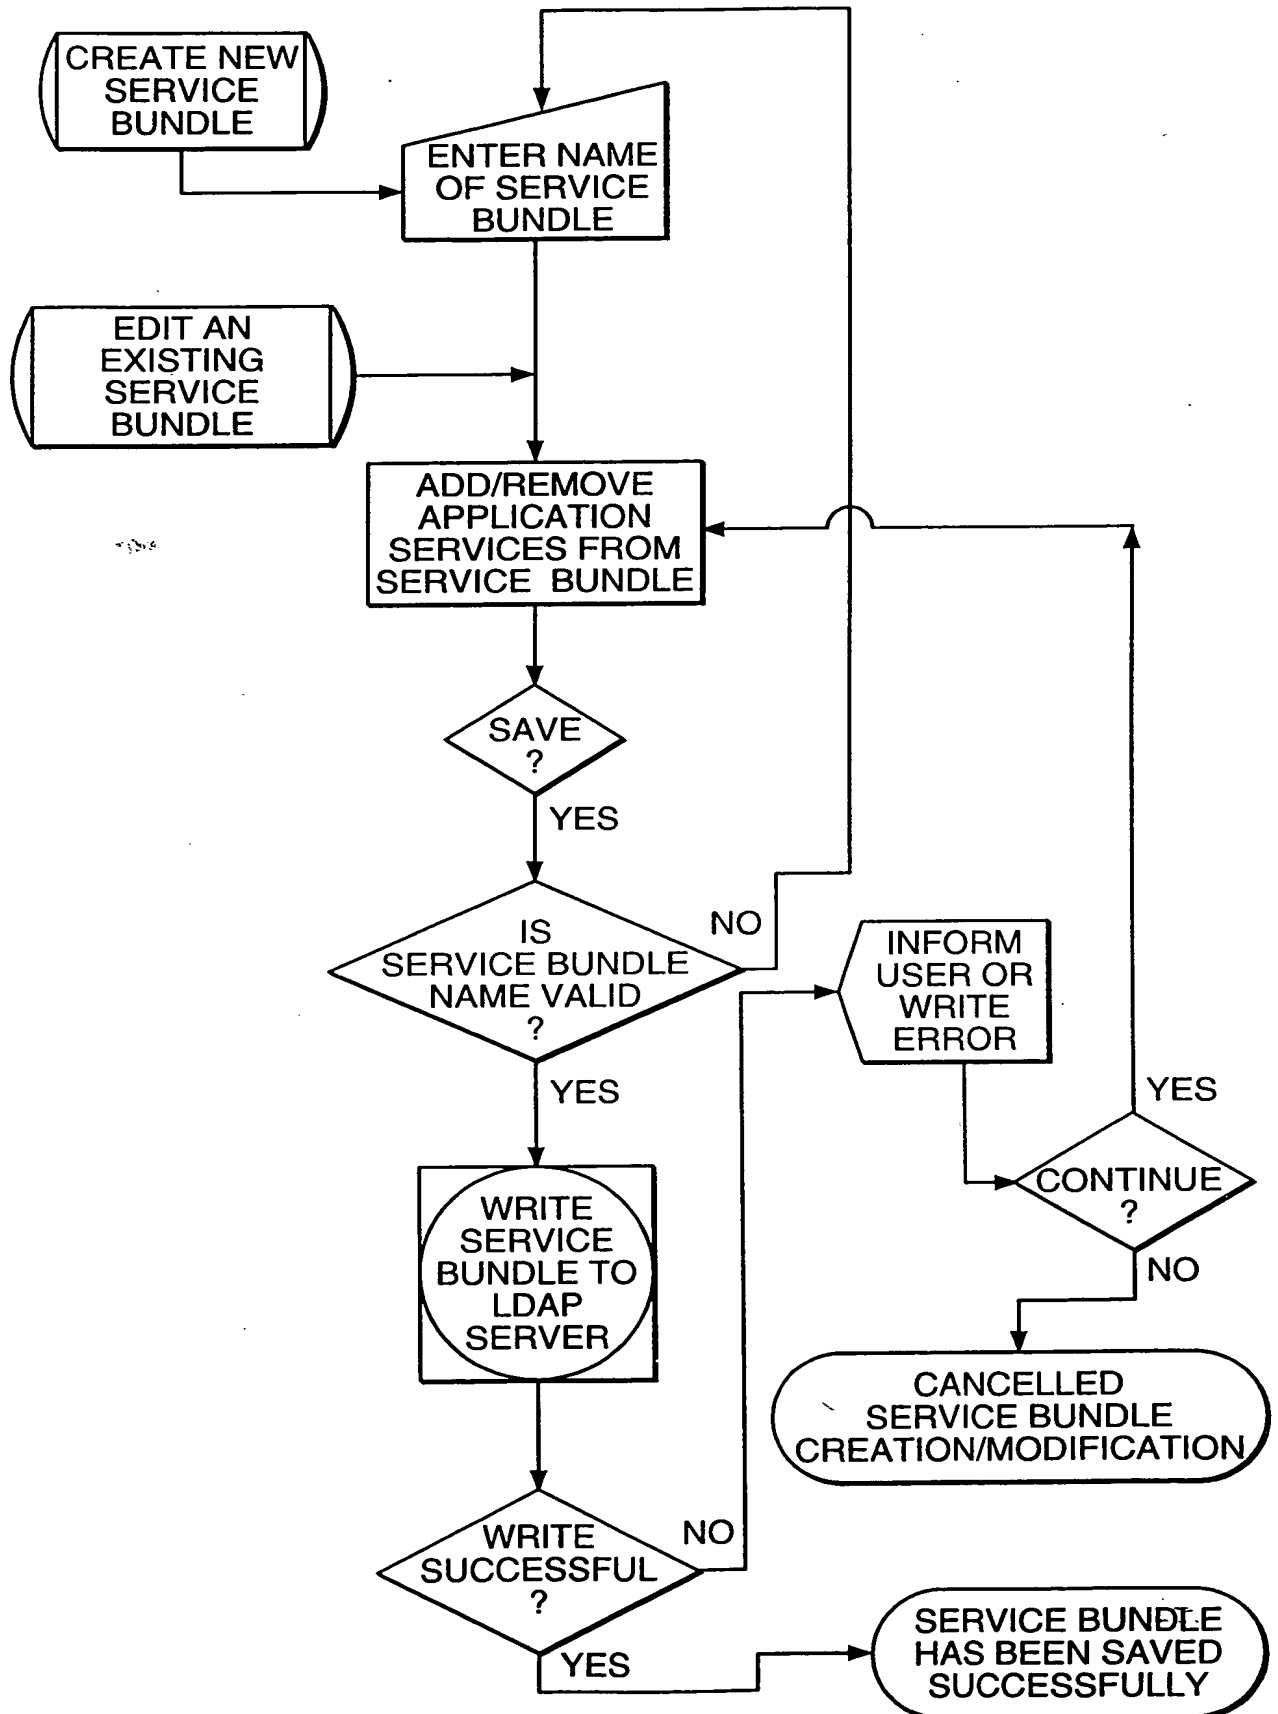 CREATE NEW
SERVICE
BUNDLE
ENTER NAME
OF SERVICE
BUNDLE
EDIT AN
EXISTING
SERVICE
BUNDLE
ADD/REMOVE
APPLICATION
SERVICES FROM
SERVICE BUNDLE
SAVE
?
YES
IS
SERVICE BUNDLE
NAME VALID
?
NO
YES
INFORM
USER OR
WRITE
ERROR
YES
CONTINUE
?
NO
WRITE
SERVICE
BUNDLE TO
LDAP
SERVER
CANCELLED
SERVICE BUNDLE
CREATION/MODIFICATION
WRITE
SUCCESSFUL
?
NO
YES
SERVICE BUNDLE
HAS BEEN SAVED
SUCCESSFULLY